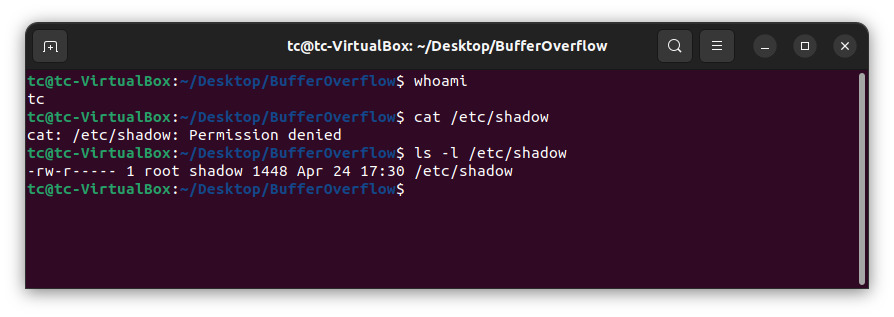 tc@tc-VirtualBox: ~/Desktop/BufferOverflow
tc@tc-VirtualBox:~/Desktop/BufferOverflow$ whoami
tc
tc@tc-VirtualBox:~/Desktop/BufferOverflow$ cat /etc/shadow
cat: /etc/shadow: Permission denied
tc@tc-VirtualBox:~/Desktop/BufferOverflow$ ls -l /etc/shadow
-rw-r----- 1 root shadow 1448 Apr 24 17:30 /etc/shadow
tc@tc-VirtualBox:~/Desktop/BufferOverflow$